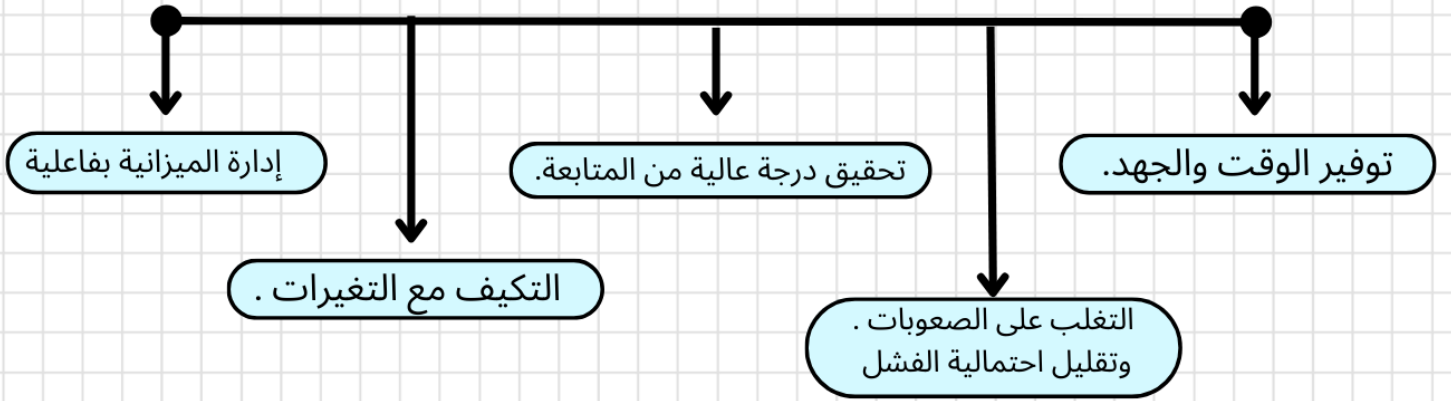 توفير الوقت والجهد.
التغلب على الصعوبات .
وتقليل احتمالية الفشل
تحقيق درجة عالية من المتابعة.
التكيف مع التغيرات .
إدارة الميزانية بفاعلية